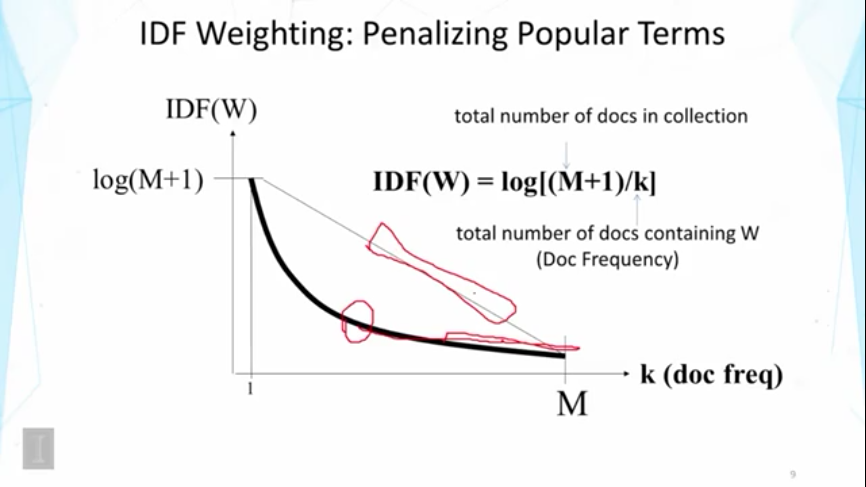 IDF Weighting: Penalizing Popular Terms
IDF(W)
total number of docs in collection
log(M+1)
IDF(W) = log[(M+1)/k]
total number of docs containing W
(Doc Frequency)
k (doc freq)
1
M
I
9